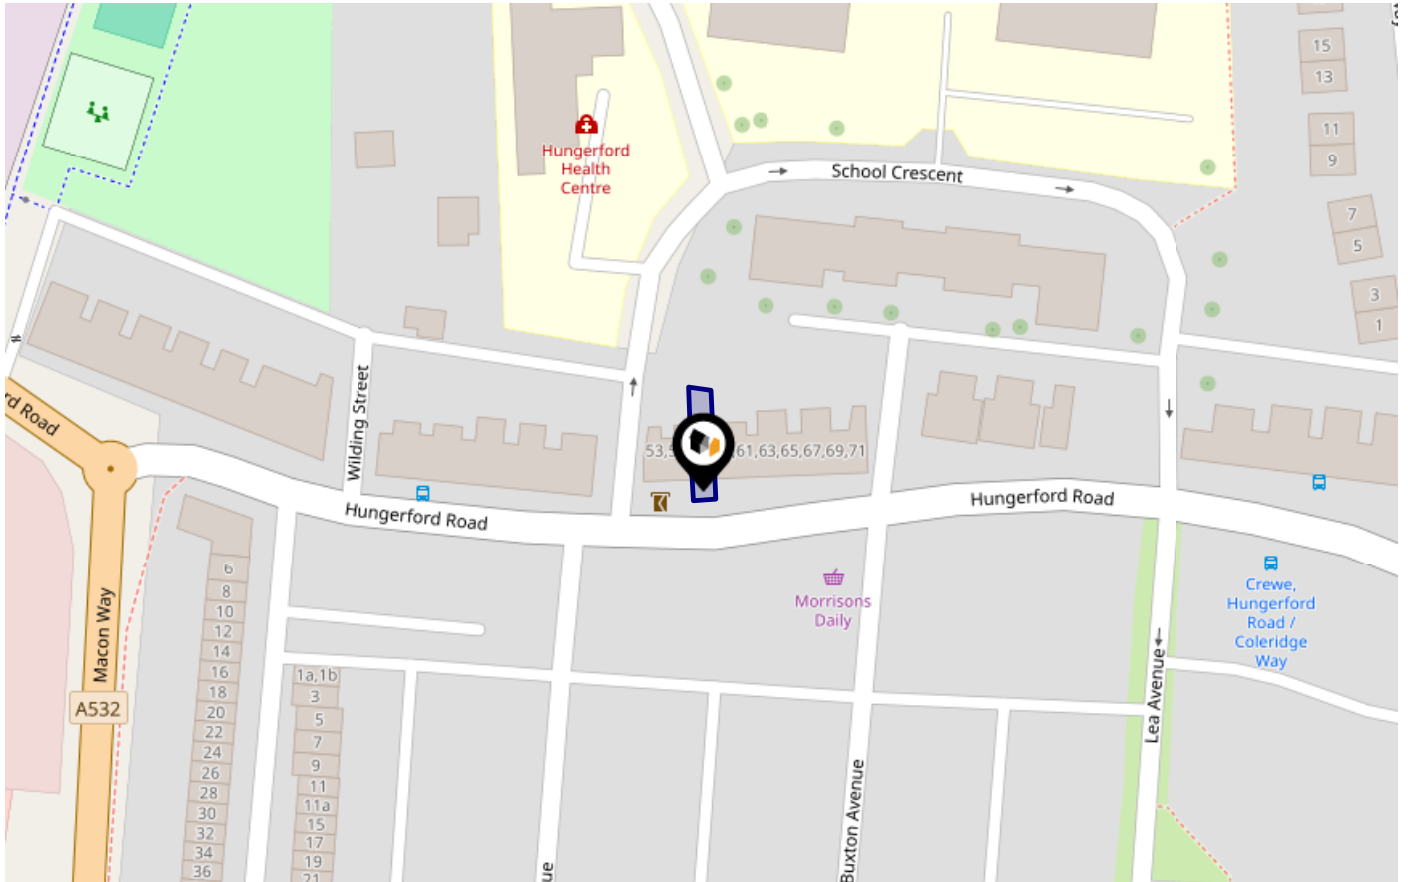 15
13
11
9
7
5
3
1
Hungerford
Health
Centre
School Crescent
Wilding Street
53,
61,63,65,67,69,71
rd Road
Hungerford Road
Hungerford Road
Morrisons
Daily
Crewe,
Hungerford
Road /
Coleridge
Way
Macon Way
A532
Lea Avenue
Buxton Avenue
ue
6
8
10
12
14
16
18
20
22
24
26
28
30
32
34
36
1a,1b
3
5
7
9
11
11a
15
17
19
21